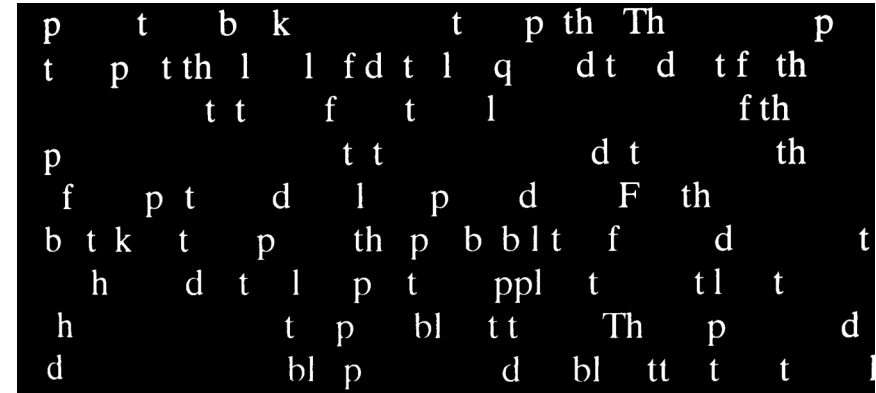 p t b k t p th Th p
t p t th l l f d t l q d t d t f th
t t f t l f th
p t t d t th
f p t d l p d F th
b t k t p th p b b l t f d t
h d t l p t ppl t t l t
h t p bl t t Th p d
d bl p d bl tt t t l